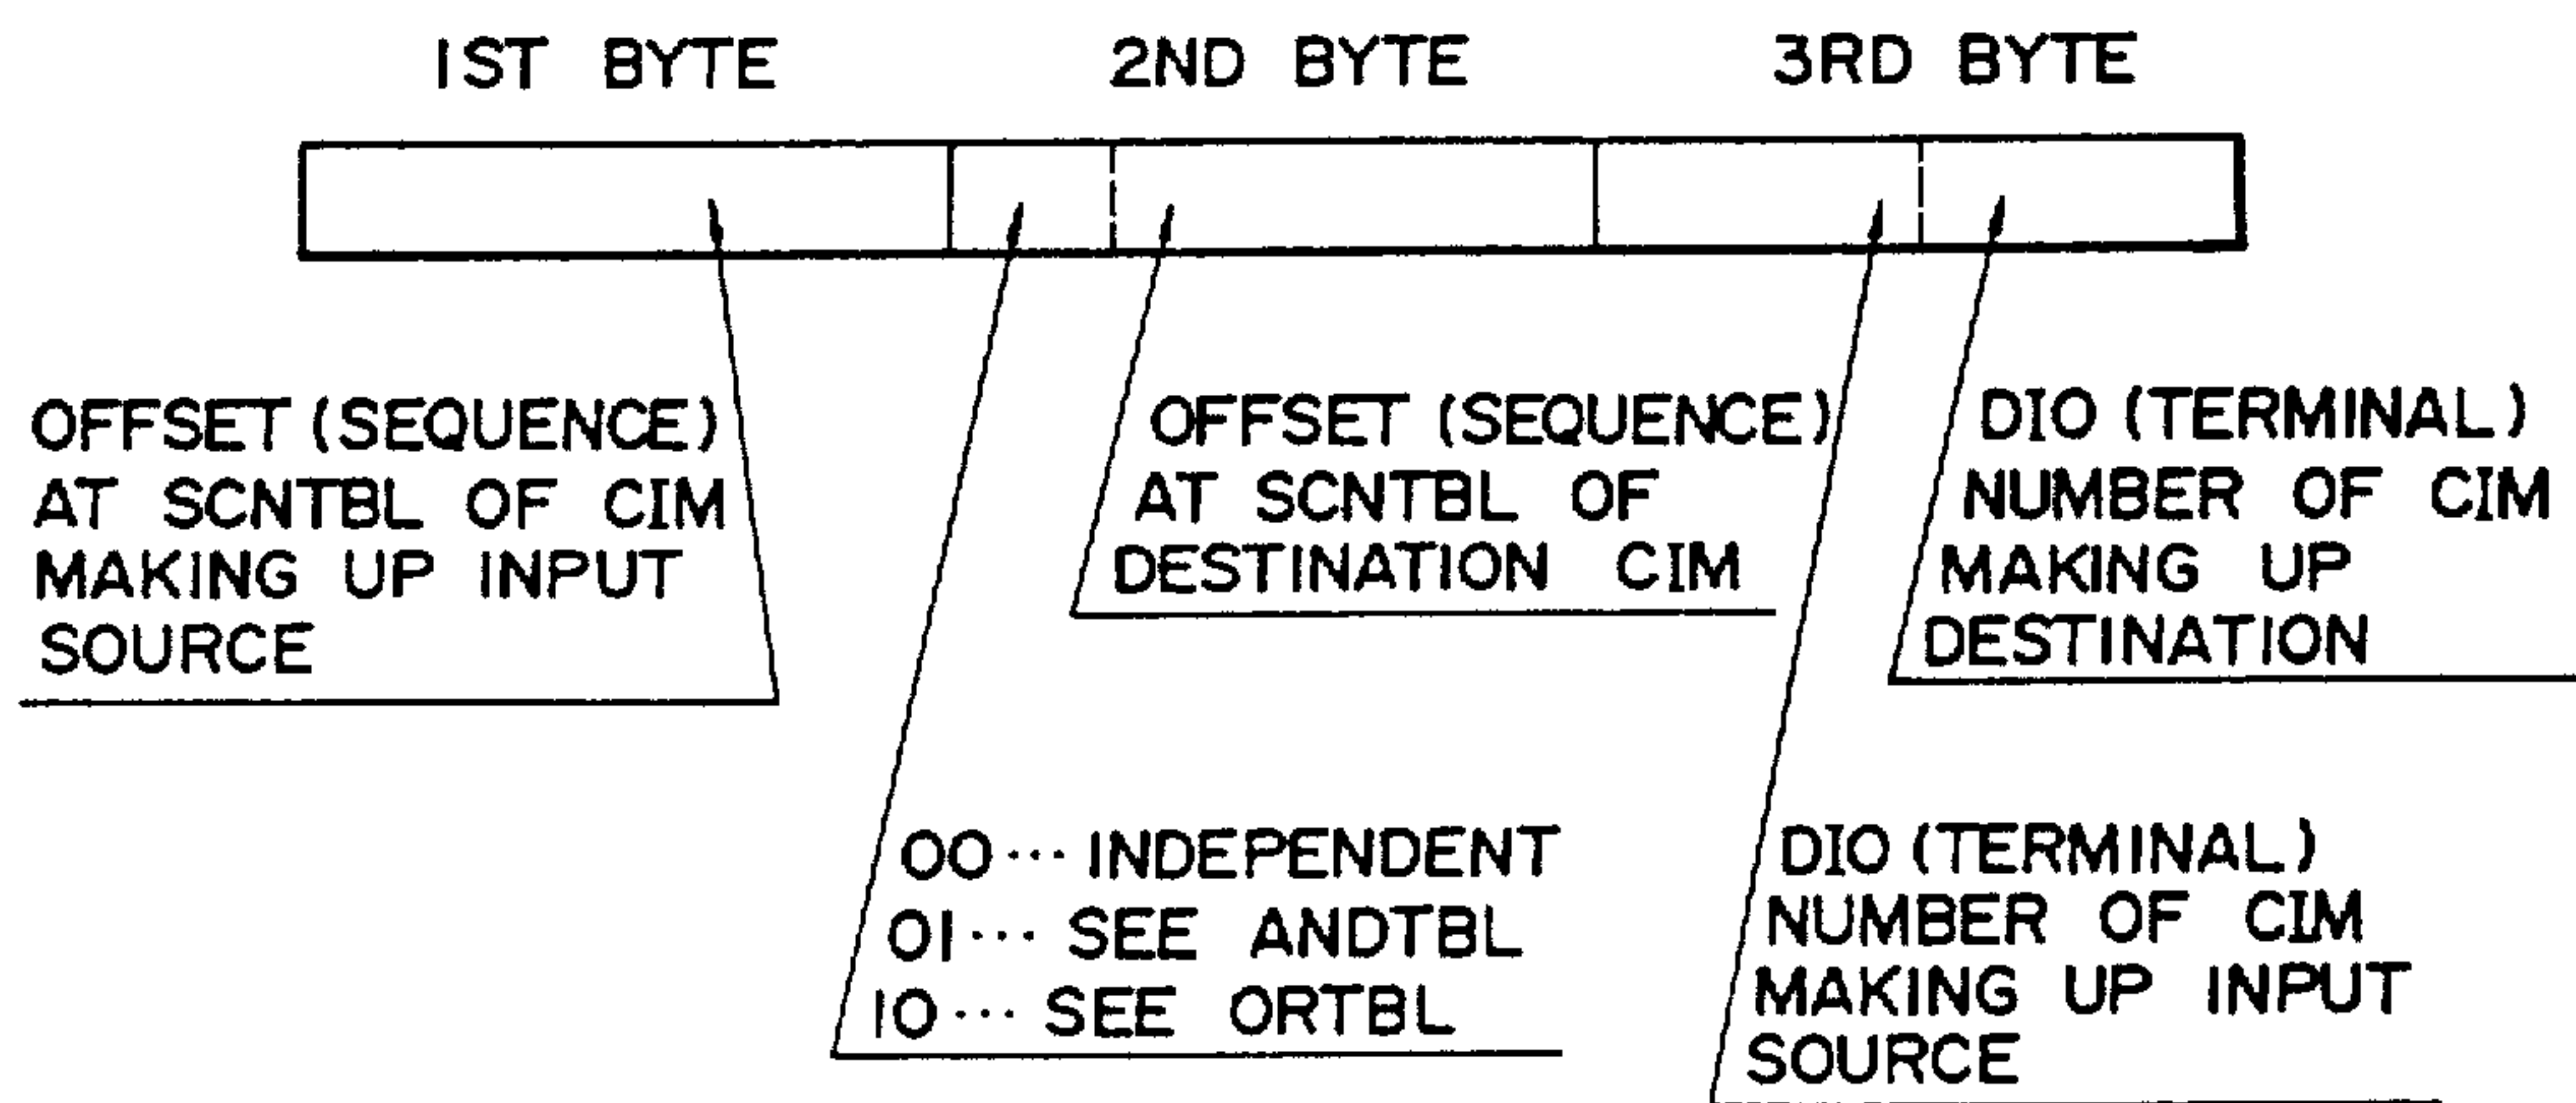 1ST BYTE
2ND BYTE
3RD BYTE
OFFSET (SEQUENCE)
AT SCNTBL OF CIM
MAKING UP INPUT
SOURCE
OFFSET (SEQUENCE)
AT SCNTBL OF
DESTINATION CIM
DIO (TERMINAL)
NUMBER OF CIM
MAKING UP
DESTINATION
00··· INDEPENDENT
01··· SEE ANDTBL
10··· SEE ORTBL
DIO (TERMINAL)
NUMBER OF CIM
MAKING UP INPUT
SOURCE